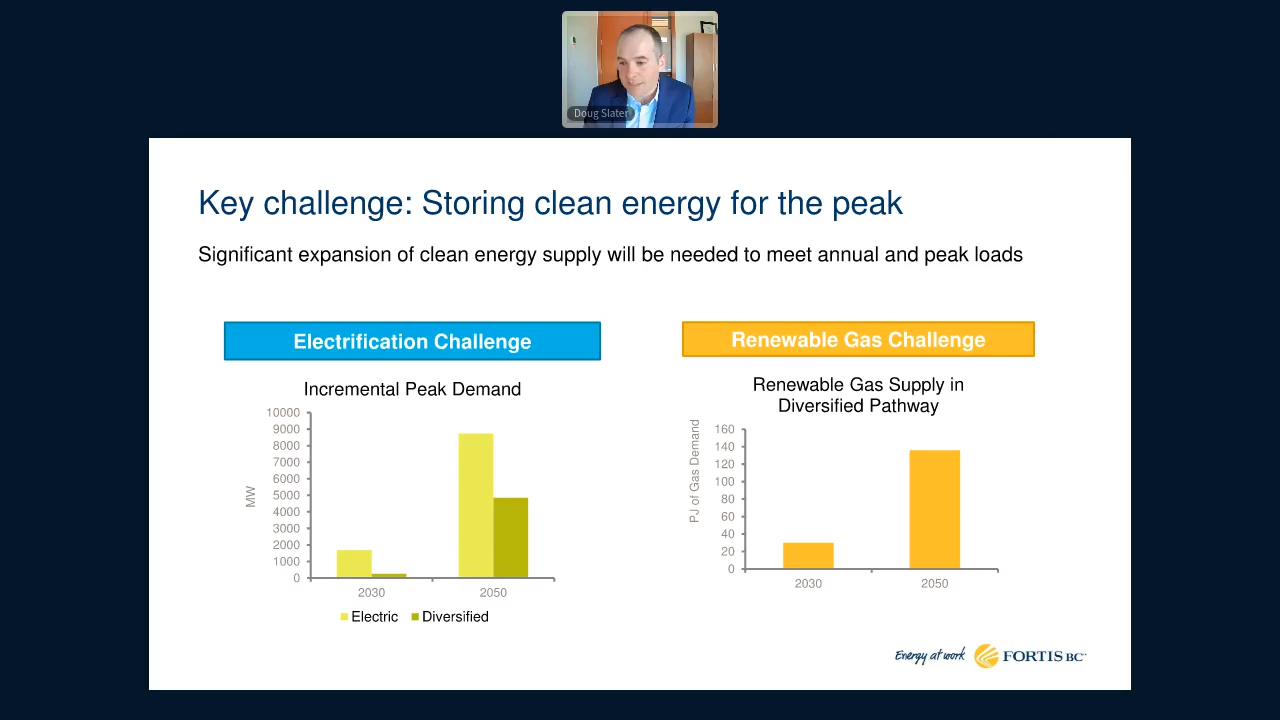 Doug Slater
Key challenge: Storing clean energy for the peak
Significant expansion of clean energy supply will be needed to meet annual and peak loads
Electrification Challenge
Incremental Peak Demand
10000
9000
8000
7000
6000
5000
4000
3000
2000
1000
0
MW
2030
2050
Electric
Diversified
Renewable Gas Challenge
Renewable Gas Supply in
Diversified Pathway
160
140
120
100
80
60
40
20
0
PJ of Gas Demand
2030
2050
Energy at work
FORTIS BC